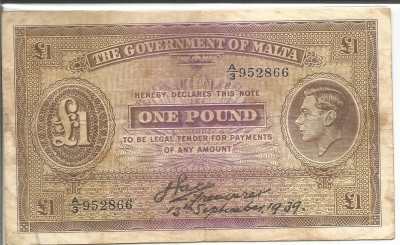 £1 £1
THE GOVERNMENT OF MALTA
A/3 952866
HEREBY DECLARES THIS NOTE
£1
ONE POUND
TO BE LEGAL TENDER FOR PAYMENTS
OF ANY AMOUNT
A/3 952866
Treasurer
13th September 1939.
£1 £1